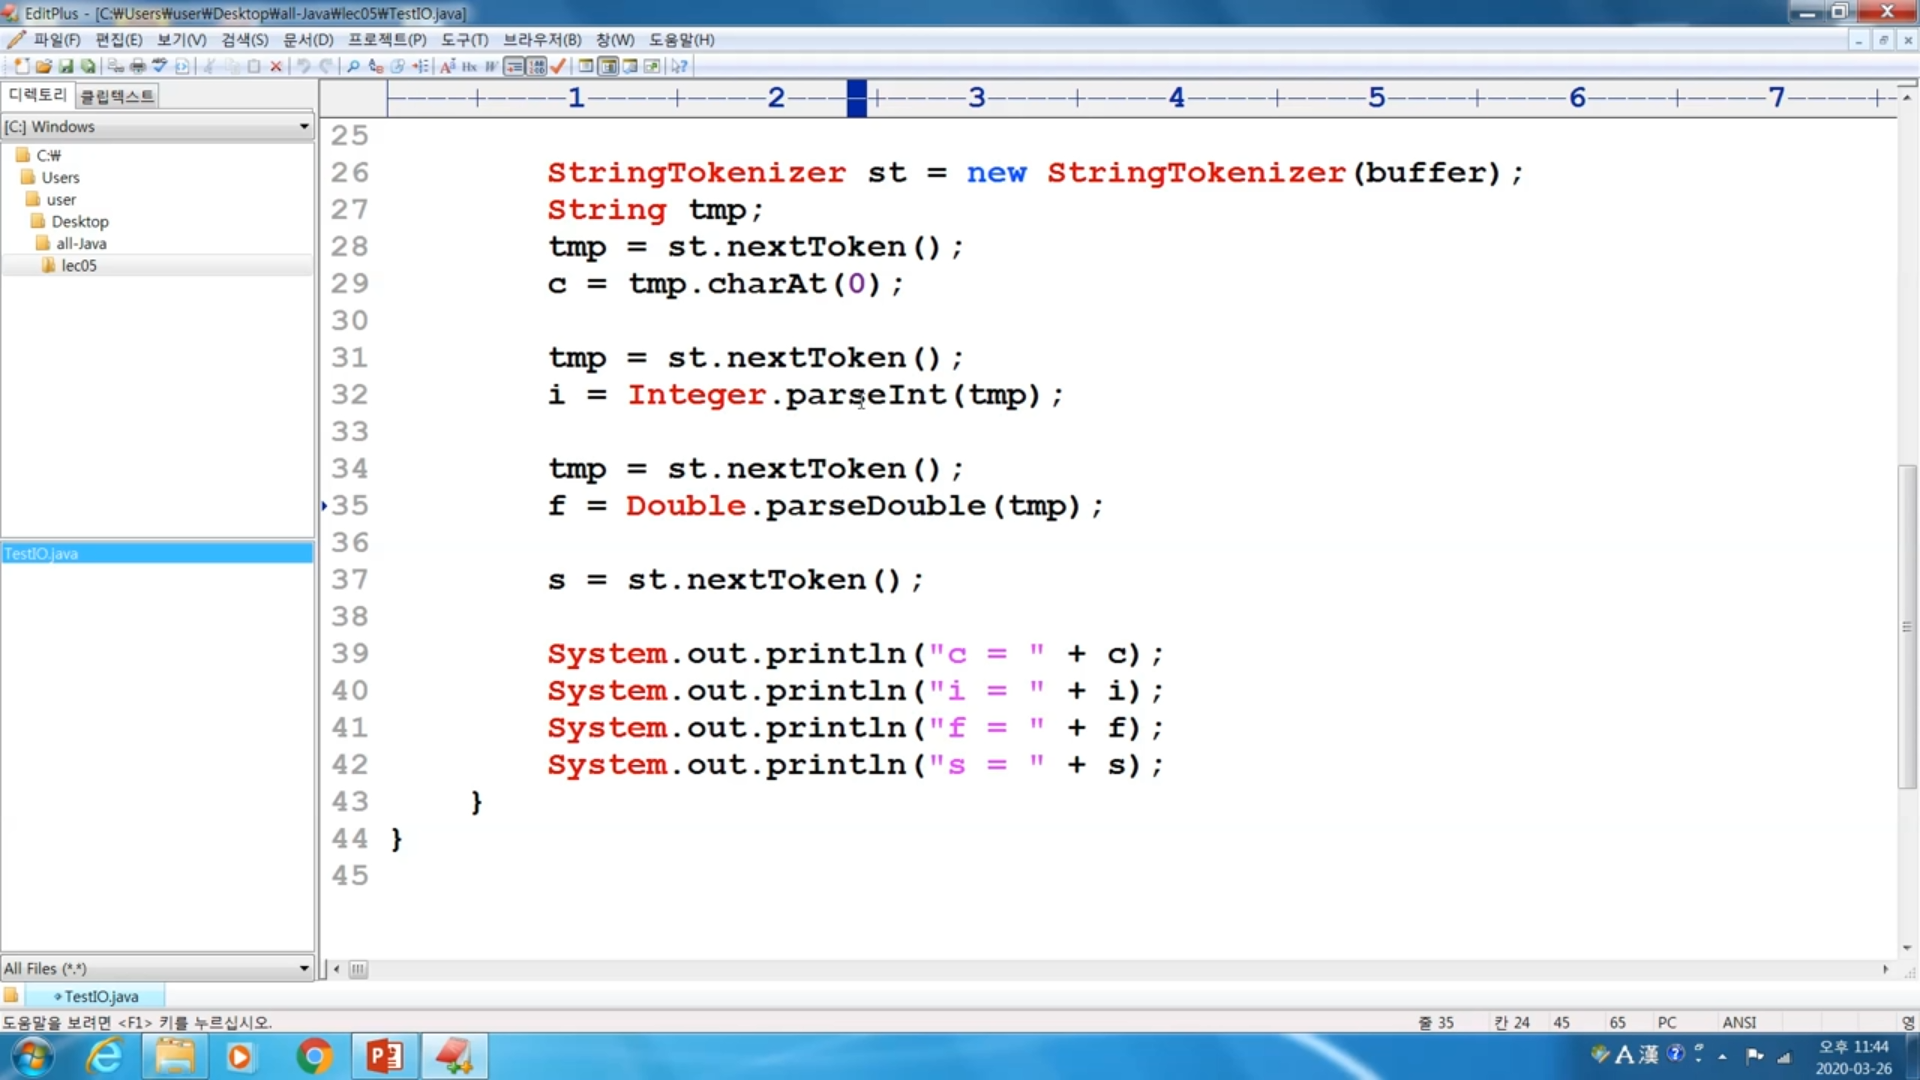 EditPlus - [C:₩Users₩user₩Desktop₩all-Java₩lec05₩TestIO.java]
파일(F) 편집(E) 보기(V) 검색(S) 문서(D) 프로젝트(P) 도구(T) 브라우저(B) 창(W) 도움말(H)
디렉토리 클립텍스트
[C:] Windows
C:₩
Users
user
Desktop
all-Java
lec05
TestIO.java
All Files (*.*)
----+----1----+----2----+----3----+----4----+----5----+----6----+----7----+-
25
26 StringTokenizer st = new StringTokenizer(buffer);
27 String tmp;
28 tmp = st.nextToken();
29 c = tmp.charAt(0);
30
31 tmp = st.nextToken();
32 i = Integer.parseInt(tmp);
33
34 tmp = st.nextToken();
35 f = Double.parseDouble(tmp);
36
37 s = st.nextToken();
38
39 System.out.println("c = " + c);
40 System.out.println("i = " + i);
41 System.out.println("f = " + f);
42 System.out.println("s = " + s);
43 }
44 }
45
TestIO.java
도움말을 보려면 <F1> 키를 누르십시오.
줄 35 칸 24 45 65 PC ANSI
A 漢
오후 11:44
2020-03-26